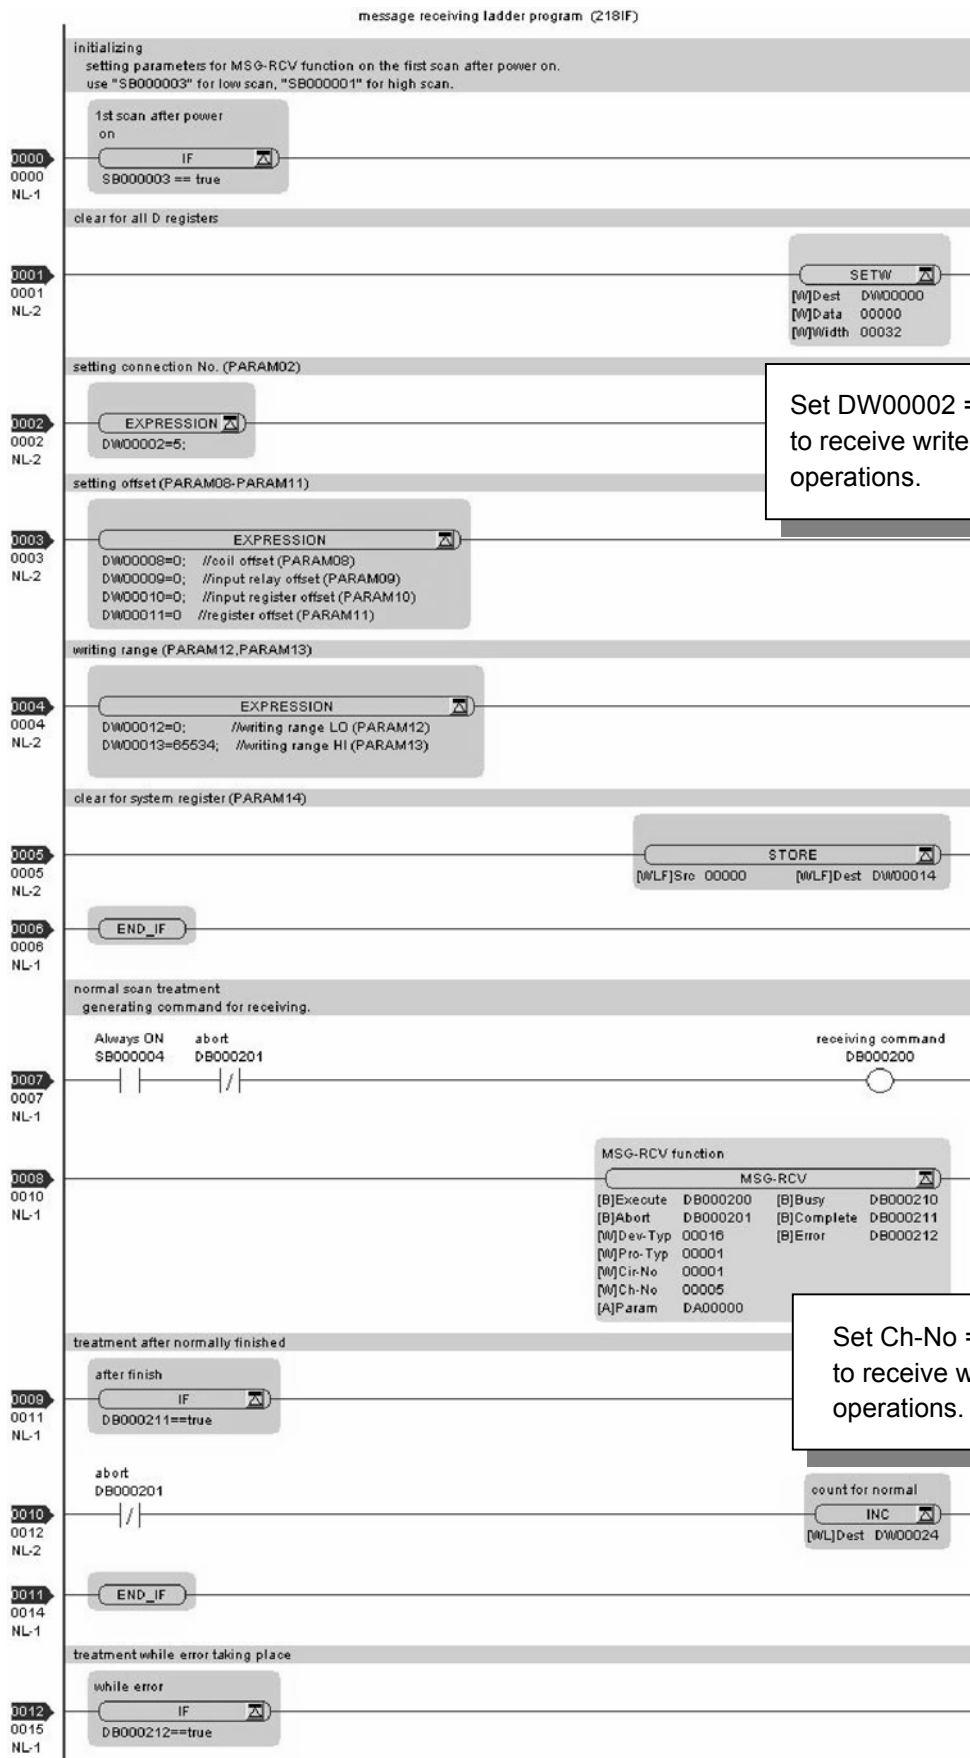 message receiving ladder program (218IF)
initializing
setting parameters for MSG-RCV function on the first scan after power on.
use "SB000003" for low scan, "SB000001" for high scan.
1st scan after power
on
0000 IF
0000 SB000003 == true
NL-1
clear for all D registers
0001 SETW
0001 [W]Dest DW00000
NL-2 [W]Data 00000
[W]Width 00032
setting connection No. (PARAM02)
0002 EXPRESSION
0002 DW00002=5;
NL-2
Set DW00002 =
to receive write
operations.
setting offset (PARAM08-PARAM11)
0003 EXPRESSION
0003 DW00008=0; //coil offset (PARAM08)
NL-2 DW00009=0; //input relay offset (PARAM09)
DW00010=0; //input register offset (PARAM10)
DW00011=0 //register offset (PARAM11)
writing range (PARAM12,PARAM13)
0004 EXPRESSION
0004 DW00012=0; //writing range LO (PARAM12)
NL-2 DW00013=65534; //writing range HI (PARAM13)
clear for system register (PARAM14)
0005 STORE
0005 [WLF]Src 00000 [WLF]Dest DW00014
NL-2
0006 END_IF
0006
NL-1
normal scan treatment
generating command for receiving.
Always ON abort receiving command
SB000004 DB000201 DB000200
0007
0007
NL-1
MSG-RCV function
0008 MSG-RCV
0010 [B]Execute DB000200 [B]Busy DB000210
NL-1 [B]Abort DB000201 [B]Complete DB000211
[W]Dev-Typ 00016 [B]Error DB000212
[W]Pro-Typ 00001
[W]Cir-No 00001
[W]Ch-No 00005
[A]Param DA00000
Set Ch-No =
to receive w
operations.
treatment after normally finished
after finish
0009 IF
0011 DB000211==true
NL-1
abort
DB000201 count for normal
0010 INC
0012 [WL]Dest DW00024
NL-2
0011 END_IF
0014
NL-1
treatment while error taking place
while error
0012 IF
0015 DB000212==true
NL-1